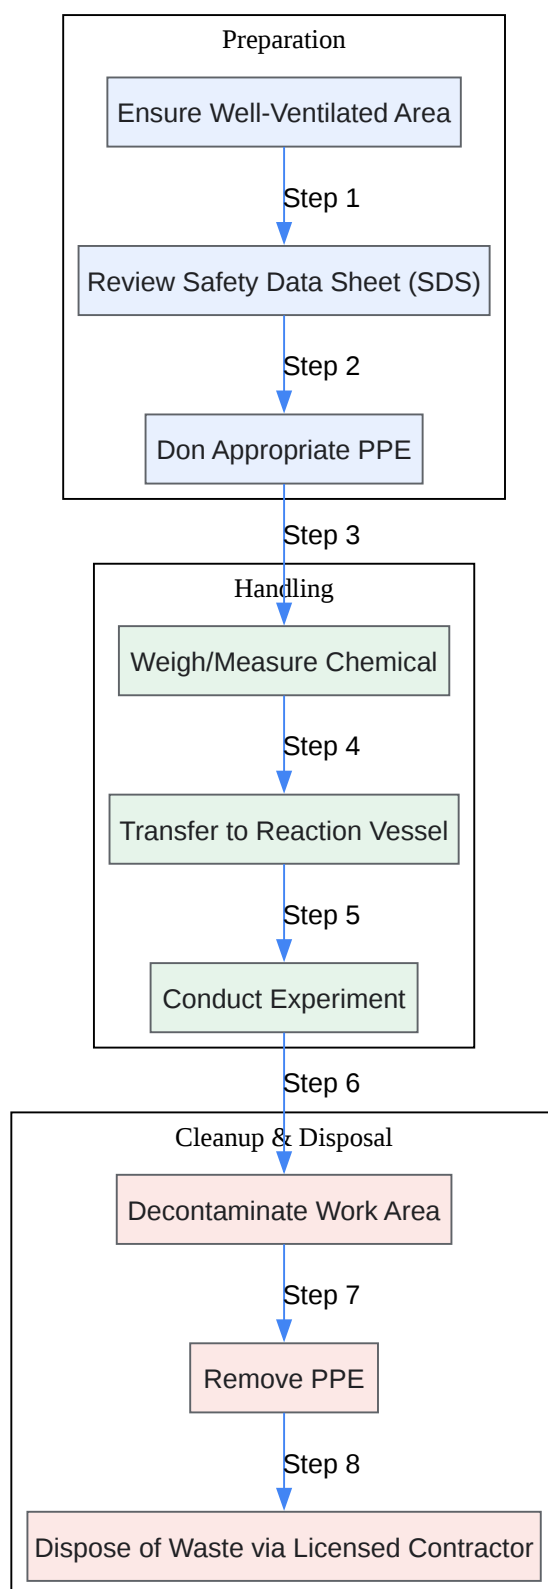 Preparation
Ensure Well-Ventilated Area
Step 1
Review Safety Data Sheet (SDS)
Step 2
Don Appropriate PPE
Step 3
Handling
Weigh/Measure Chemical
Step 4
Transfer to Reaction Vessel
Step 5
Conduct Experiment
Step 6
Cleanup & Disposal
Decontaminate Work Area
Step 7
Remove PPE
Step 8
Dispose of Waste via Licensed Contractor